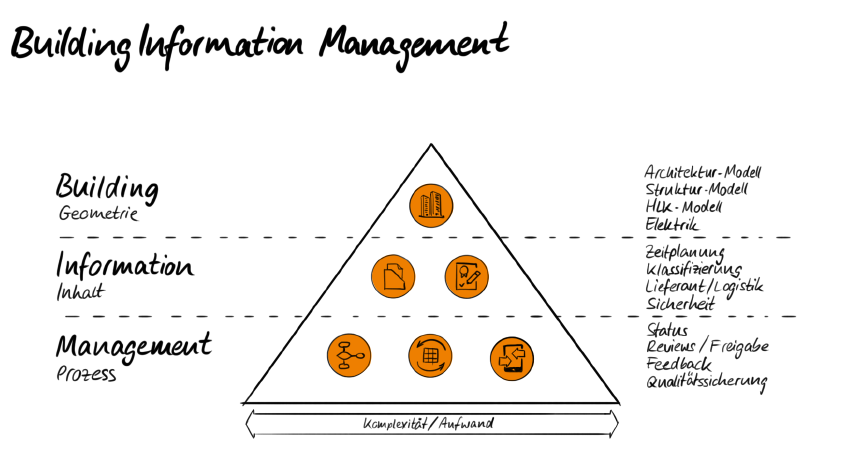 Building Information Management
Building
Geometrie
Architektur-Modell
Struktur-Modell
HLK-Modell
Elektrik
Information
Inhalt
Zeitplanung
Klassifizierung
Lieferant/Logistik
Sicherheit
Management
Prozess
Status
Reviews/Freigabe
Feedback
Qualitätssicherung
Komplexität/Aufwand